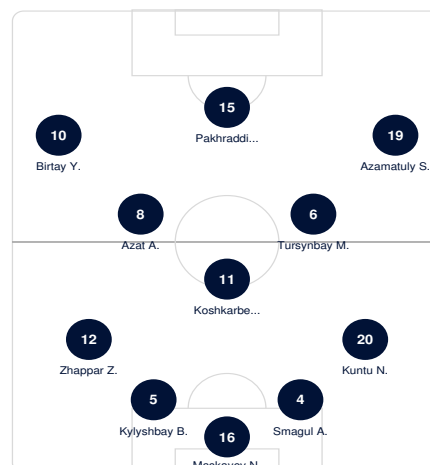 15
Pakhraddi...
10
Birtay Y.
19
Azamatuly S.
8
Azat A.
6
Tursynbay M.
11
Koshkarbe...
12
Zhappar Z.
20
Kuntu N.
5
Kylyshbay B.
4
Smagul A.
16